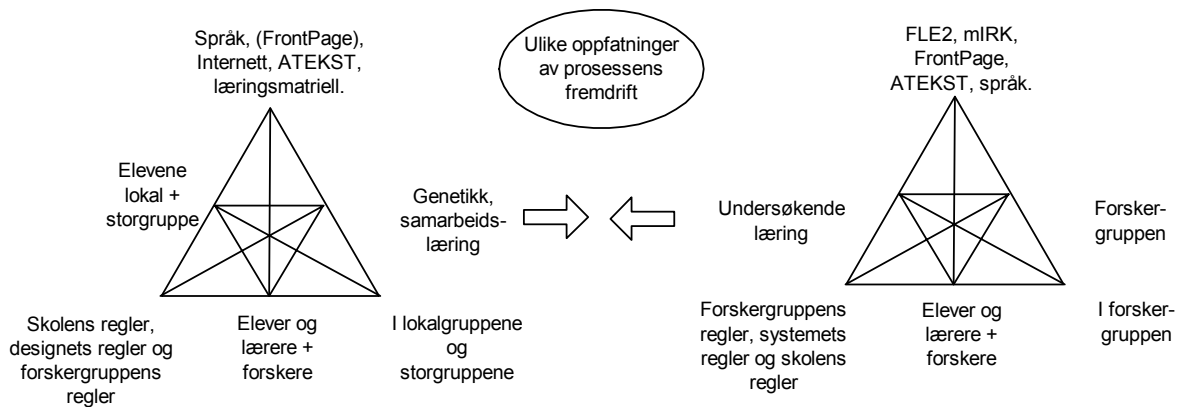 Språk, (FrontPage),
Internett, ATEKST,
læringsmatriell.
Ulike oppfatninger
av prosessens
fremdrift
FLE2, mIRK,
FrontPage,
ATEKST, språk.
Elevene
lokal +
storgruppe
Genetikk,
samarbeids-
læring
Undersøkende
læring
Forsker-
gruppen
Skolens regler,
designets regler og
forskergruppens
regler
Elever og
lærere +
forskere
I lokalgruppene
og
storgruppene
Forskergruppens
regler, systemets
regler og skolens
regler
Elever og
lærere +
forskere
I forsker-
gruppen